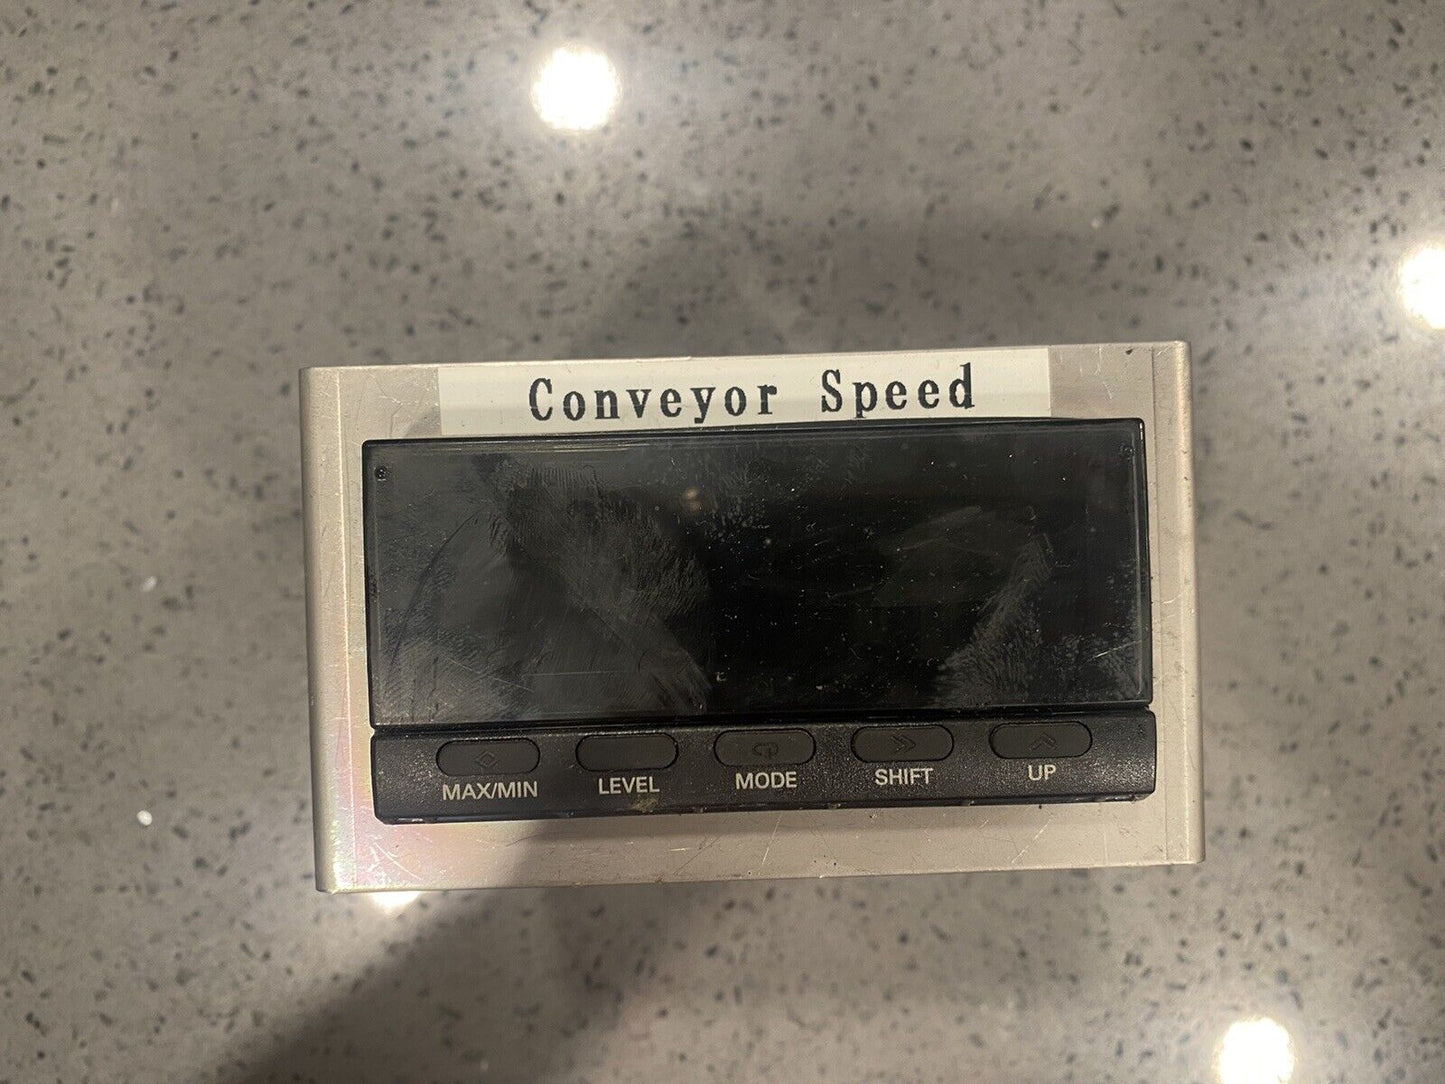 Conveyor Speed
MAX/MIN LEVEL MODE SHIFT UP